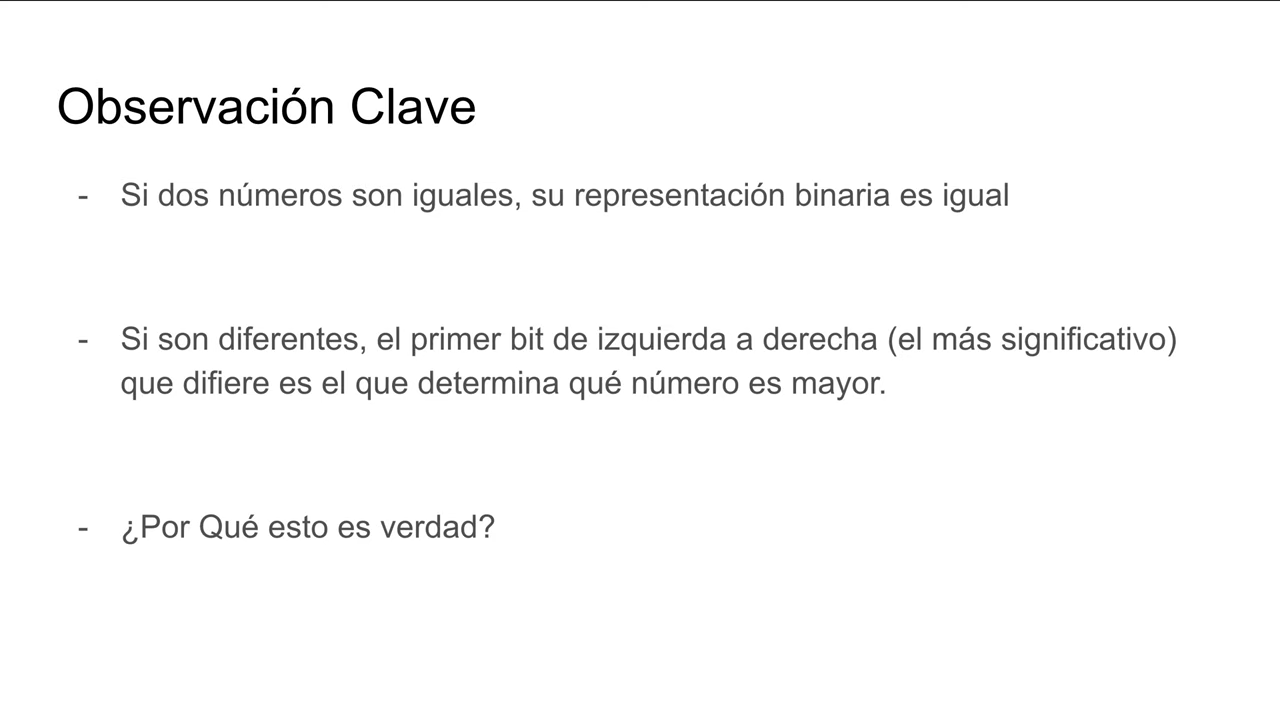 Observación Clave
- Si dos números son iguales, su representación binaria es igual
- Si son diferentes, el primer bit de izquierda a derecha (el más significativo)
que difiere es el que determina qué número es mayor.
- ¿Por Qué esto es verdad?